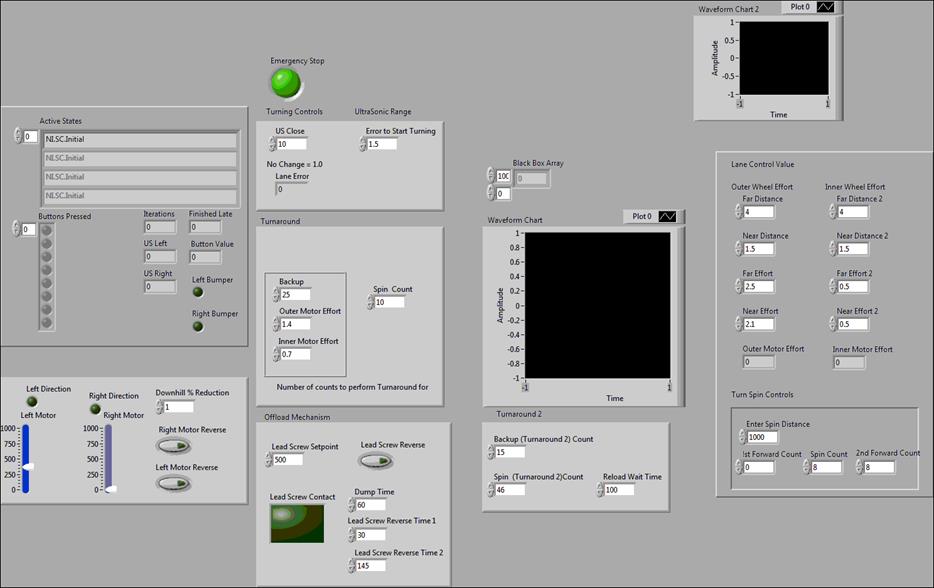 Waveform Chart 2
Plot 0
Amplitude
1
0.5
0
-0.5
-1
-1
1
Time
Emergency Stop
Active States
0
NI.SC.Initial
NI.SC.Initial
NI.SC.Initial
NI.SC.Initial
Buttons Pressed
0
Iterations
0
Finished Late
0
US Left
0
Button Value
0
US Right
0
Left Bumper
Right Bumper
Turning Controls
UltraSonic Range
US Close
10
Error to Start Turning
1.5
No Change = 1.0
Lane Error
0
Turnaround
Backup
25
Spin Count
10
Outer Motor Effort
1.4
Inner Motor Effort
0.7
Number of counts to perform Turnaround for
Black Box Array
100
0
0
Waveform Chart
Plot 0
Amplitude
1
0.8
0.6
0.4
0.2
0
-0.2
-0.4
-0.6
-0.8
-1
-1
1
Time
Lane Control Value
Outer Wheel Effort
Inner Wheel Effort
Far Distance
4
Far Distance 2
4
Near Distance
1.5
Near Distance 2
1.5
Far Effort
2.5
Far Effort 2
0.5
Near Effort
2.1
Near Effort 2
0.5
Outer Motor Effort
0
Inner Motor Effort
0
Turn Spin Controls
Enter Spin Distance
1000
!st Forward Count
0
Spin Count
8
2nd Forward Count
8
Left Direction
Left Motor
1000
750
500
250
0
Right Direction
Right Motor
1000
750
500
250
0
Downhill % Reduction
1
Right Motor Reverse
Left Motor Reverse
Offload Mechanism
Lead Screw Setpoint
500
Lead Screw Reverse
Lead Screw Contact
Dump Time
60
Lead Screw Reverse Time 1
30
Lead Screw Reverse Time 2
145
Turnaround 2
Backup (Turnaround 2) Count
15
Spin (Turnaround 2)Count
46
Reload Wait Time
100